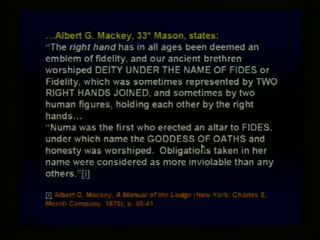 …Albert G. Mackey, 33° Mason, states:
“The right hand has in all ages been deemed an
emblem of fidelity, and our ancient brethren
worshiped DEITY UNDER THE NAME OF FIDES or
Fidelity, which was sometimes represented by TWO
RIGHT HANDS JOINED, and sometimes by two
human figures, holding each other by the right
hands…
“Numa was the first who erected an altar to FIDES,
under which name the GODDESS OF OATHS and
honesty was worshiped. Obligations taken in her
name were considered as more inviolable than any
others.”[i]
[i] Albert G. Mackey, A Manual of the Lodge (New York: Charles E.
Merrill Company, 1870), p. 40-41.